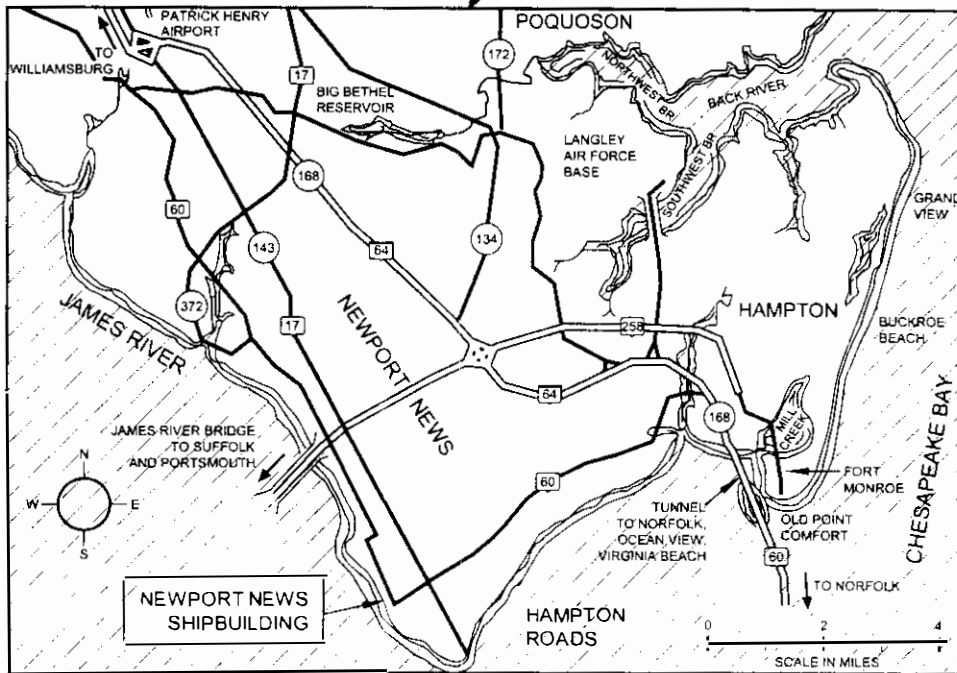 PATRICK HENRY
AIRPORT
TO
WILLIAMSBURG
POQUOSON
17
172
BIG BETHEL
RESERVOIR
NORTHWEST BR
BACK RIVER
LANGLEY
AIR FORCE
BASE
SOUTHWEST BR
168
60
GRAND
VIEW
143
64
134
372
17
JAMES RIVER
NEWPORT
NEWS
258
HAMPTON
BUCKROE
BEACH
64
168
MILL
CREEK
JAMES RIVER BRIDGE
TO SUFFOLK
AND PORTSMOUTH
N
W
E
S
60
FORT
MONROE
CHESAPEAKE BAY
TUNNEL
TO NORFOLK,
OCEAN VIEW,
VIRGINIA BEACH
OLD POINT
COMFORT
60
TO NORFOLK
NEWPORT NEWS
SHIPBUILDING
HAMPTON
ROADS
0
2
4
SCALE IN MILES